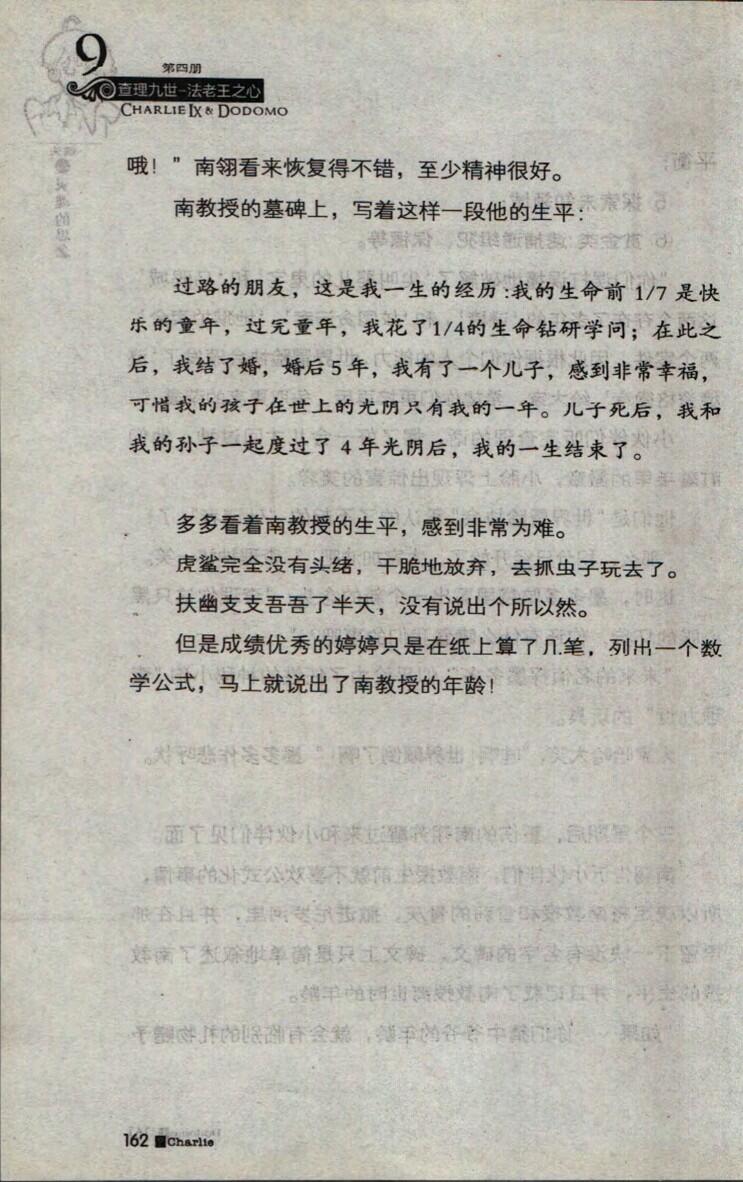 9
第四册
查理九世-法老王之心
CHARLIE IX & DODOMO
哦！”南翎看来恢复得不错，至少精神很好。
南教授的墓碑上，写着这样一段他的生平：
过路的朋友，这是我一生的经历:我的生命前 1/7 是快
乐的童年，过完童年，我花了1/4的生命钻研学问；在此之
后，我结了婚，婚后 5 年，我有了一个儿子，感到非常幸福，
可惜我的孩子在世上的光阴只有我的一年。儿子死后，我和
我的孙子一起度过了 4 年光阴后，我的一生结束了。
多多看着南教授的生平，感到非常为难。
虎鲨完全没有头绪，干脆地放弃，去抓虫子玩去了。
扶幽支支吾吾了半天，没有说出个所以然。
但是成绩优秀的婷婷只是在纸上算了几笔，列出一个数
学公式，马上就说出了南教授的年龄！
162 Charlie